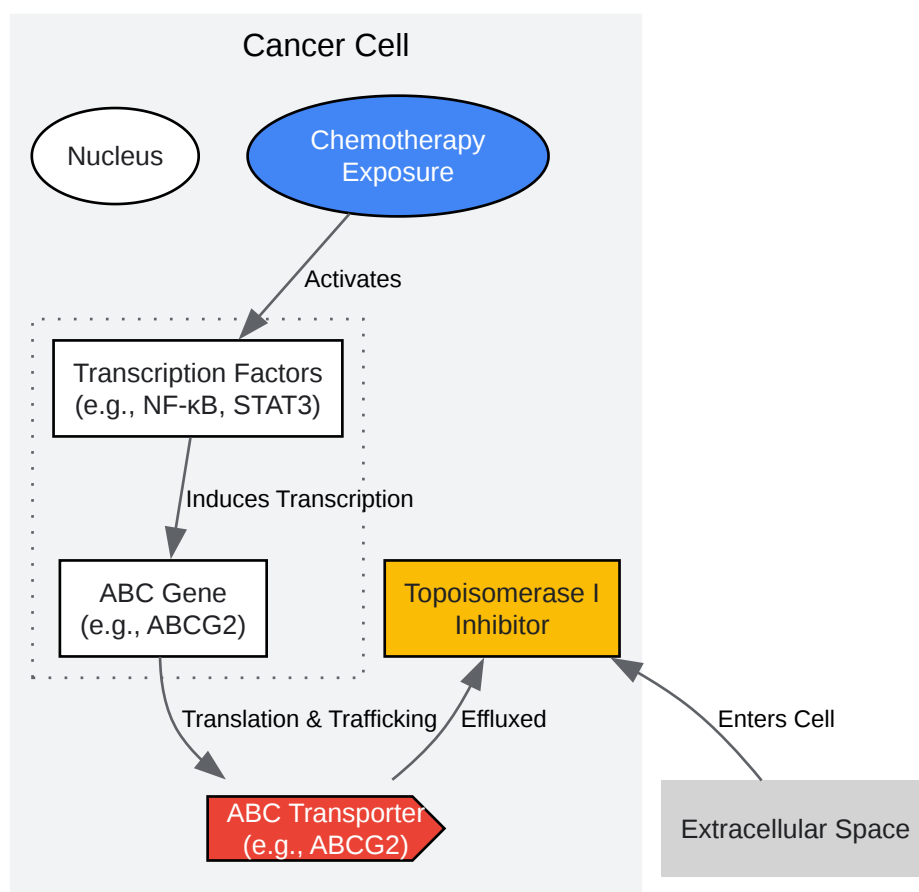 Cancer Cell
Nucleus
Chemotherapy
Exposure
Activates
Transcription Factors
(e.g., NF-κB, STAT3)
Induces Transcription
ABC Gene
(e.g., ABCG2)
Topoisomerase I
Inhibitor
Translation & Trafficking
Effluxed
Enters Cell
ABC Transporter
(e.g., ABCG2)
Extracellular Space